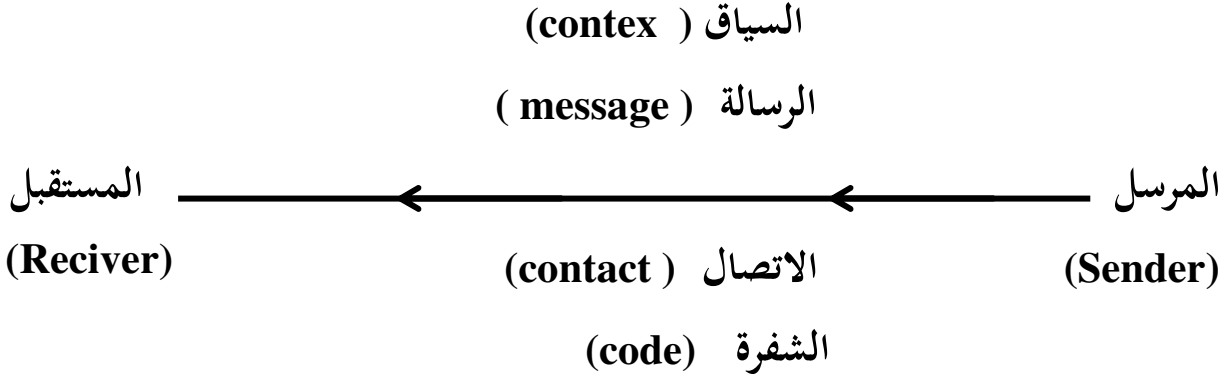 السياق ( contex)
الرسالة ( message )
المرسل
المستقبل
(Sender)
الاتصال ( contact)
(Reciver)
الشفرة (code)